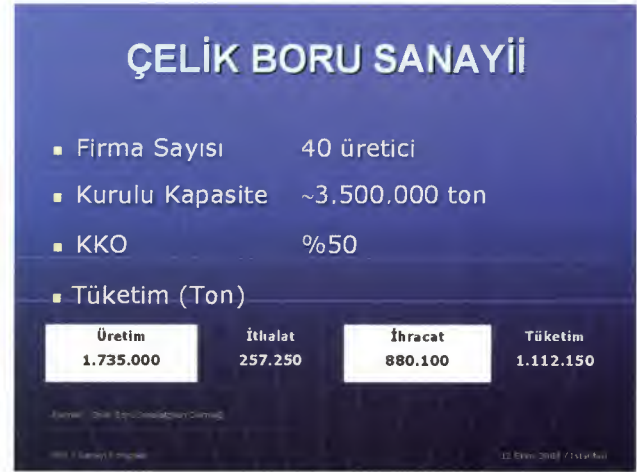 ÇELİK BORU SANAYİİ
▪ Firma Sayısı 40 üretici
▪ Kurulu Kapasite ~3.500.000 ton
▪ KKO %50
▪ Tüketim (Ton)
Üretim İthalat İhracat Tüketim
1.735.000 257.250 880.100 1.112.150